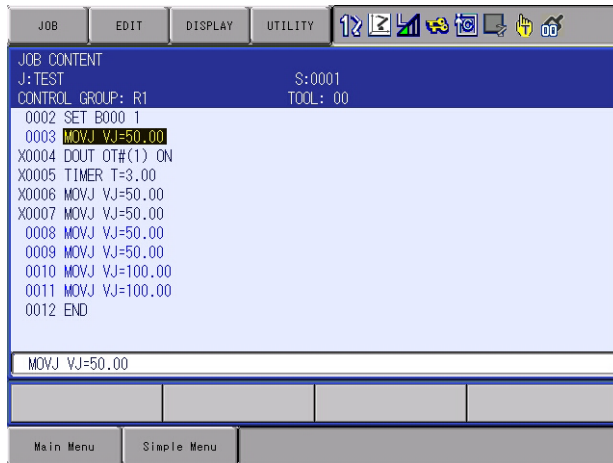 JOB EDIT DISPLAY UTILITY
JOB CONTENT
J:TEST S:0001
CONTROL GROUP: R1 TOOL: 00
0002 SET B000 1
0003 MOVJ VJ=50.00
X0004 DOUT OT#(1) ON
X0005 TIMER T=3.00
X0006 MOVJ VJ=50.00
X0007 MOVJ VJ=50.00
0008 MOVJ VJ=50.00
0009 MOVJ VJ=50.00
0010 MOVJ VJ=100.00
0011 MOVJ VJ=100.00
0012 END
MOVJ VJ=50.00
Main Menu Simple Menu